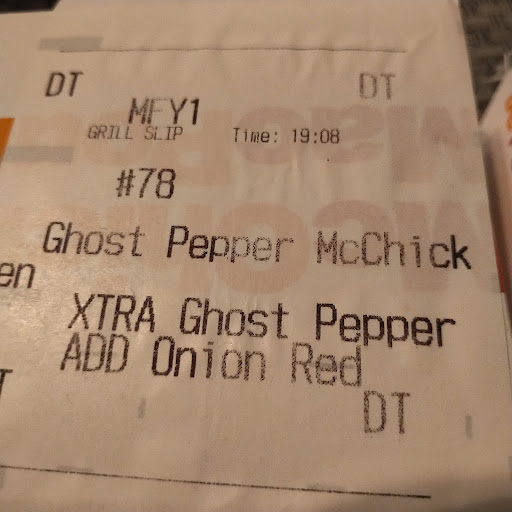 DT DT
MFY1
GRILL SLIP Time: 19:08
#78
Ghost Pepper McChick
en
XTRA Ghost Pepper
ADD Onion Red
DT